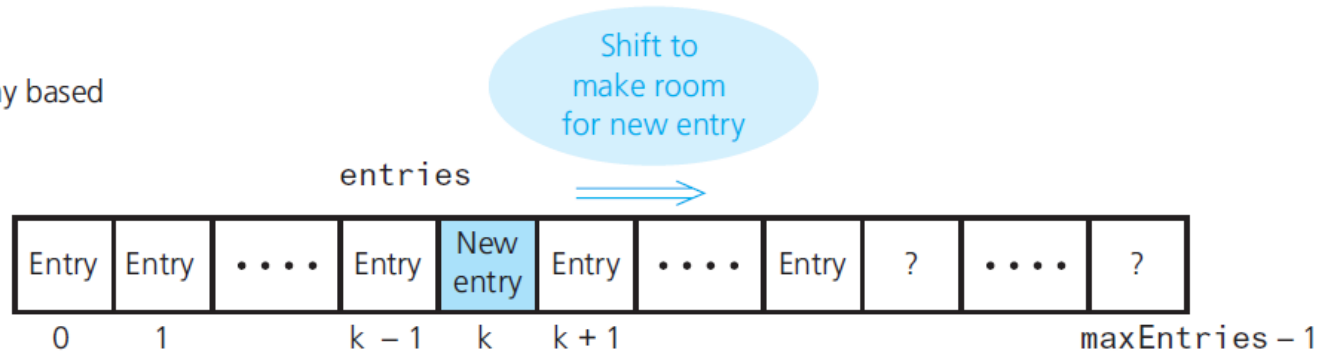 Shift to
make room
for new entry
y based
entries
Entry Entry •••• Entry New entry Entry •••• Entry ? •••• ?
0 1 k – 1 k k + 1 maxEntries – 1